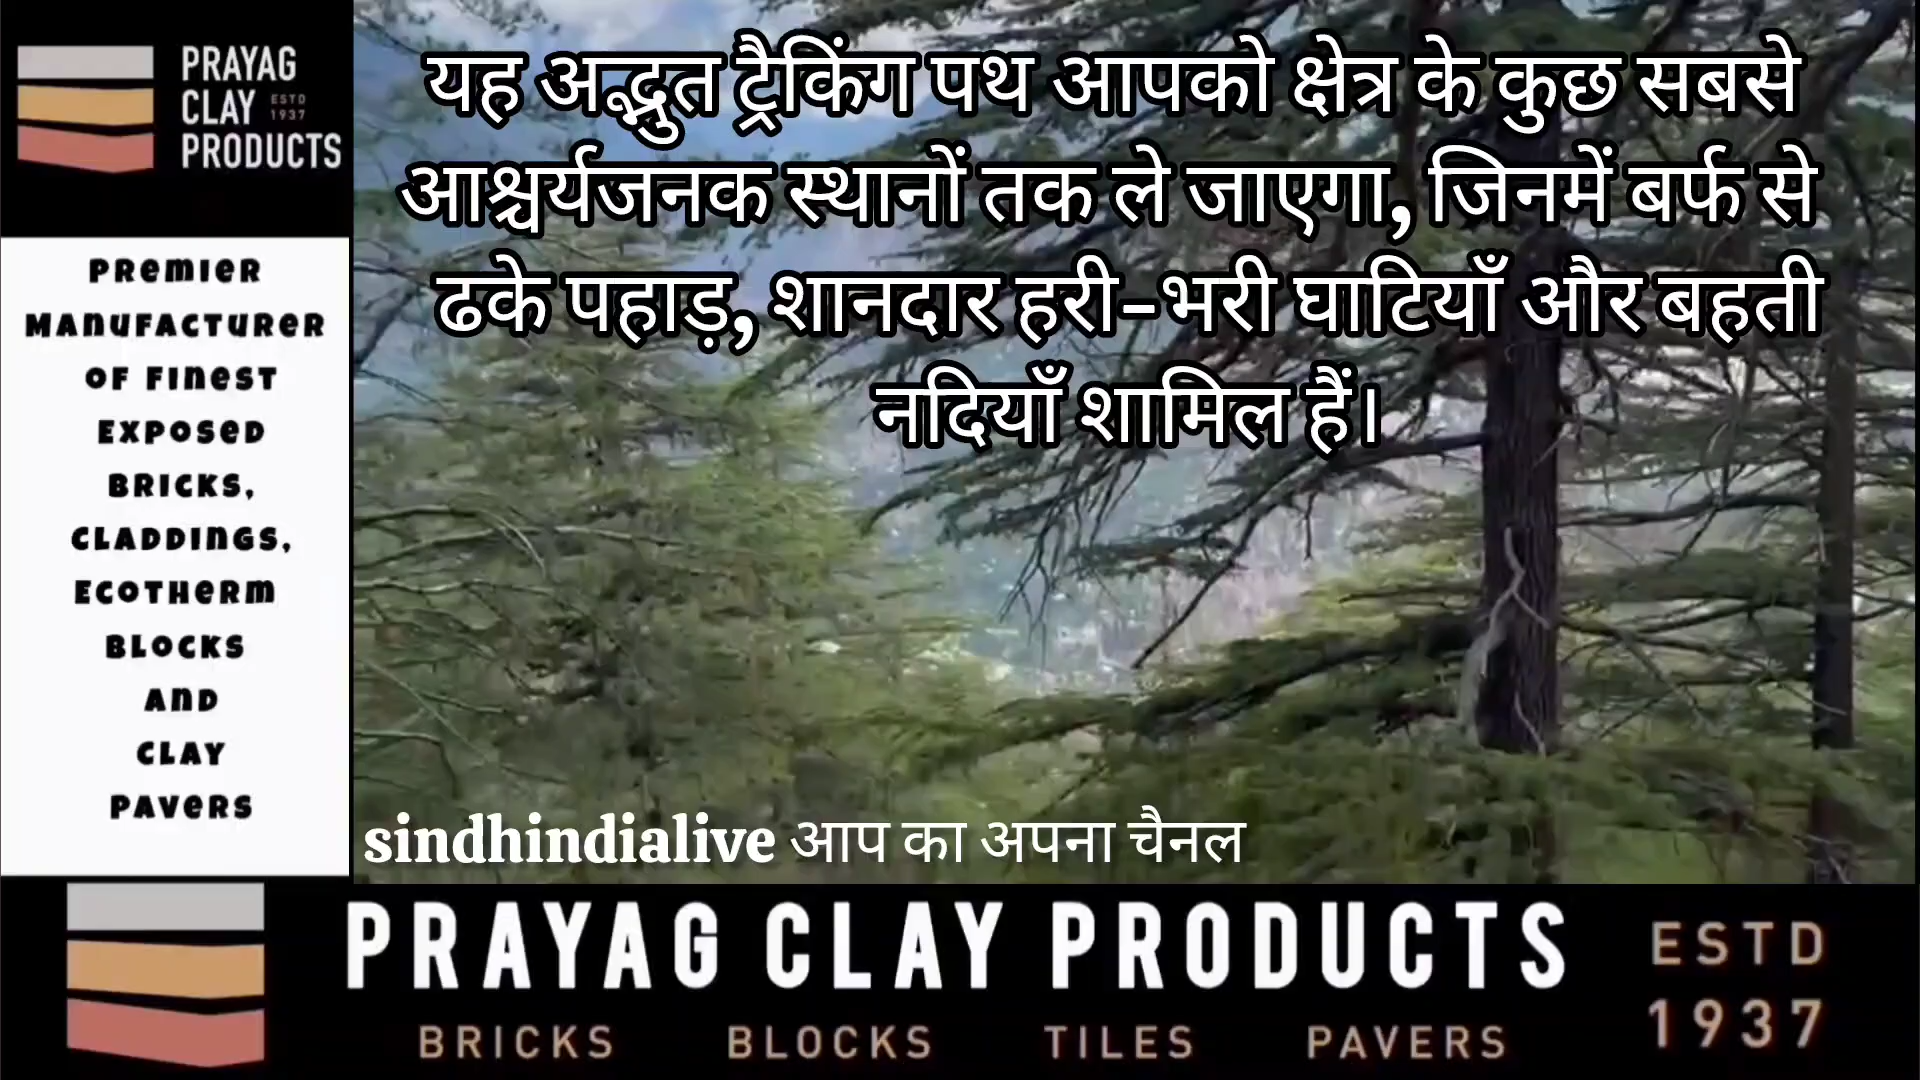 PRAYAG
CLAY ESTD
1937
PRODUCTS
PREMIER
MANUFACTURER
OF FINEST
EXPOSED
BRICKS,
CLADDINGS,
ECOTHERM
BLOCKS
AND
CLAY
PAVERS
यह अद्भुत ट्रैकिंग पथ आपको क्षेत्र के कुछ सबसे
आश्चर्यजनक स्थानों तक ले जाएगा, जिनमें बर्फ से
ढके पहाड़, शानदार हरी-भरी घाटियाँ और बहती
नदियाँ शामिल हैं।
sindhindialive आप का अपना चैनल
PRAYAG CLAY PRODUCTS
BRICKS BLOCKS TILES PAVERS
ESTD
1937